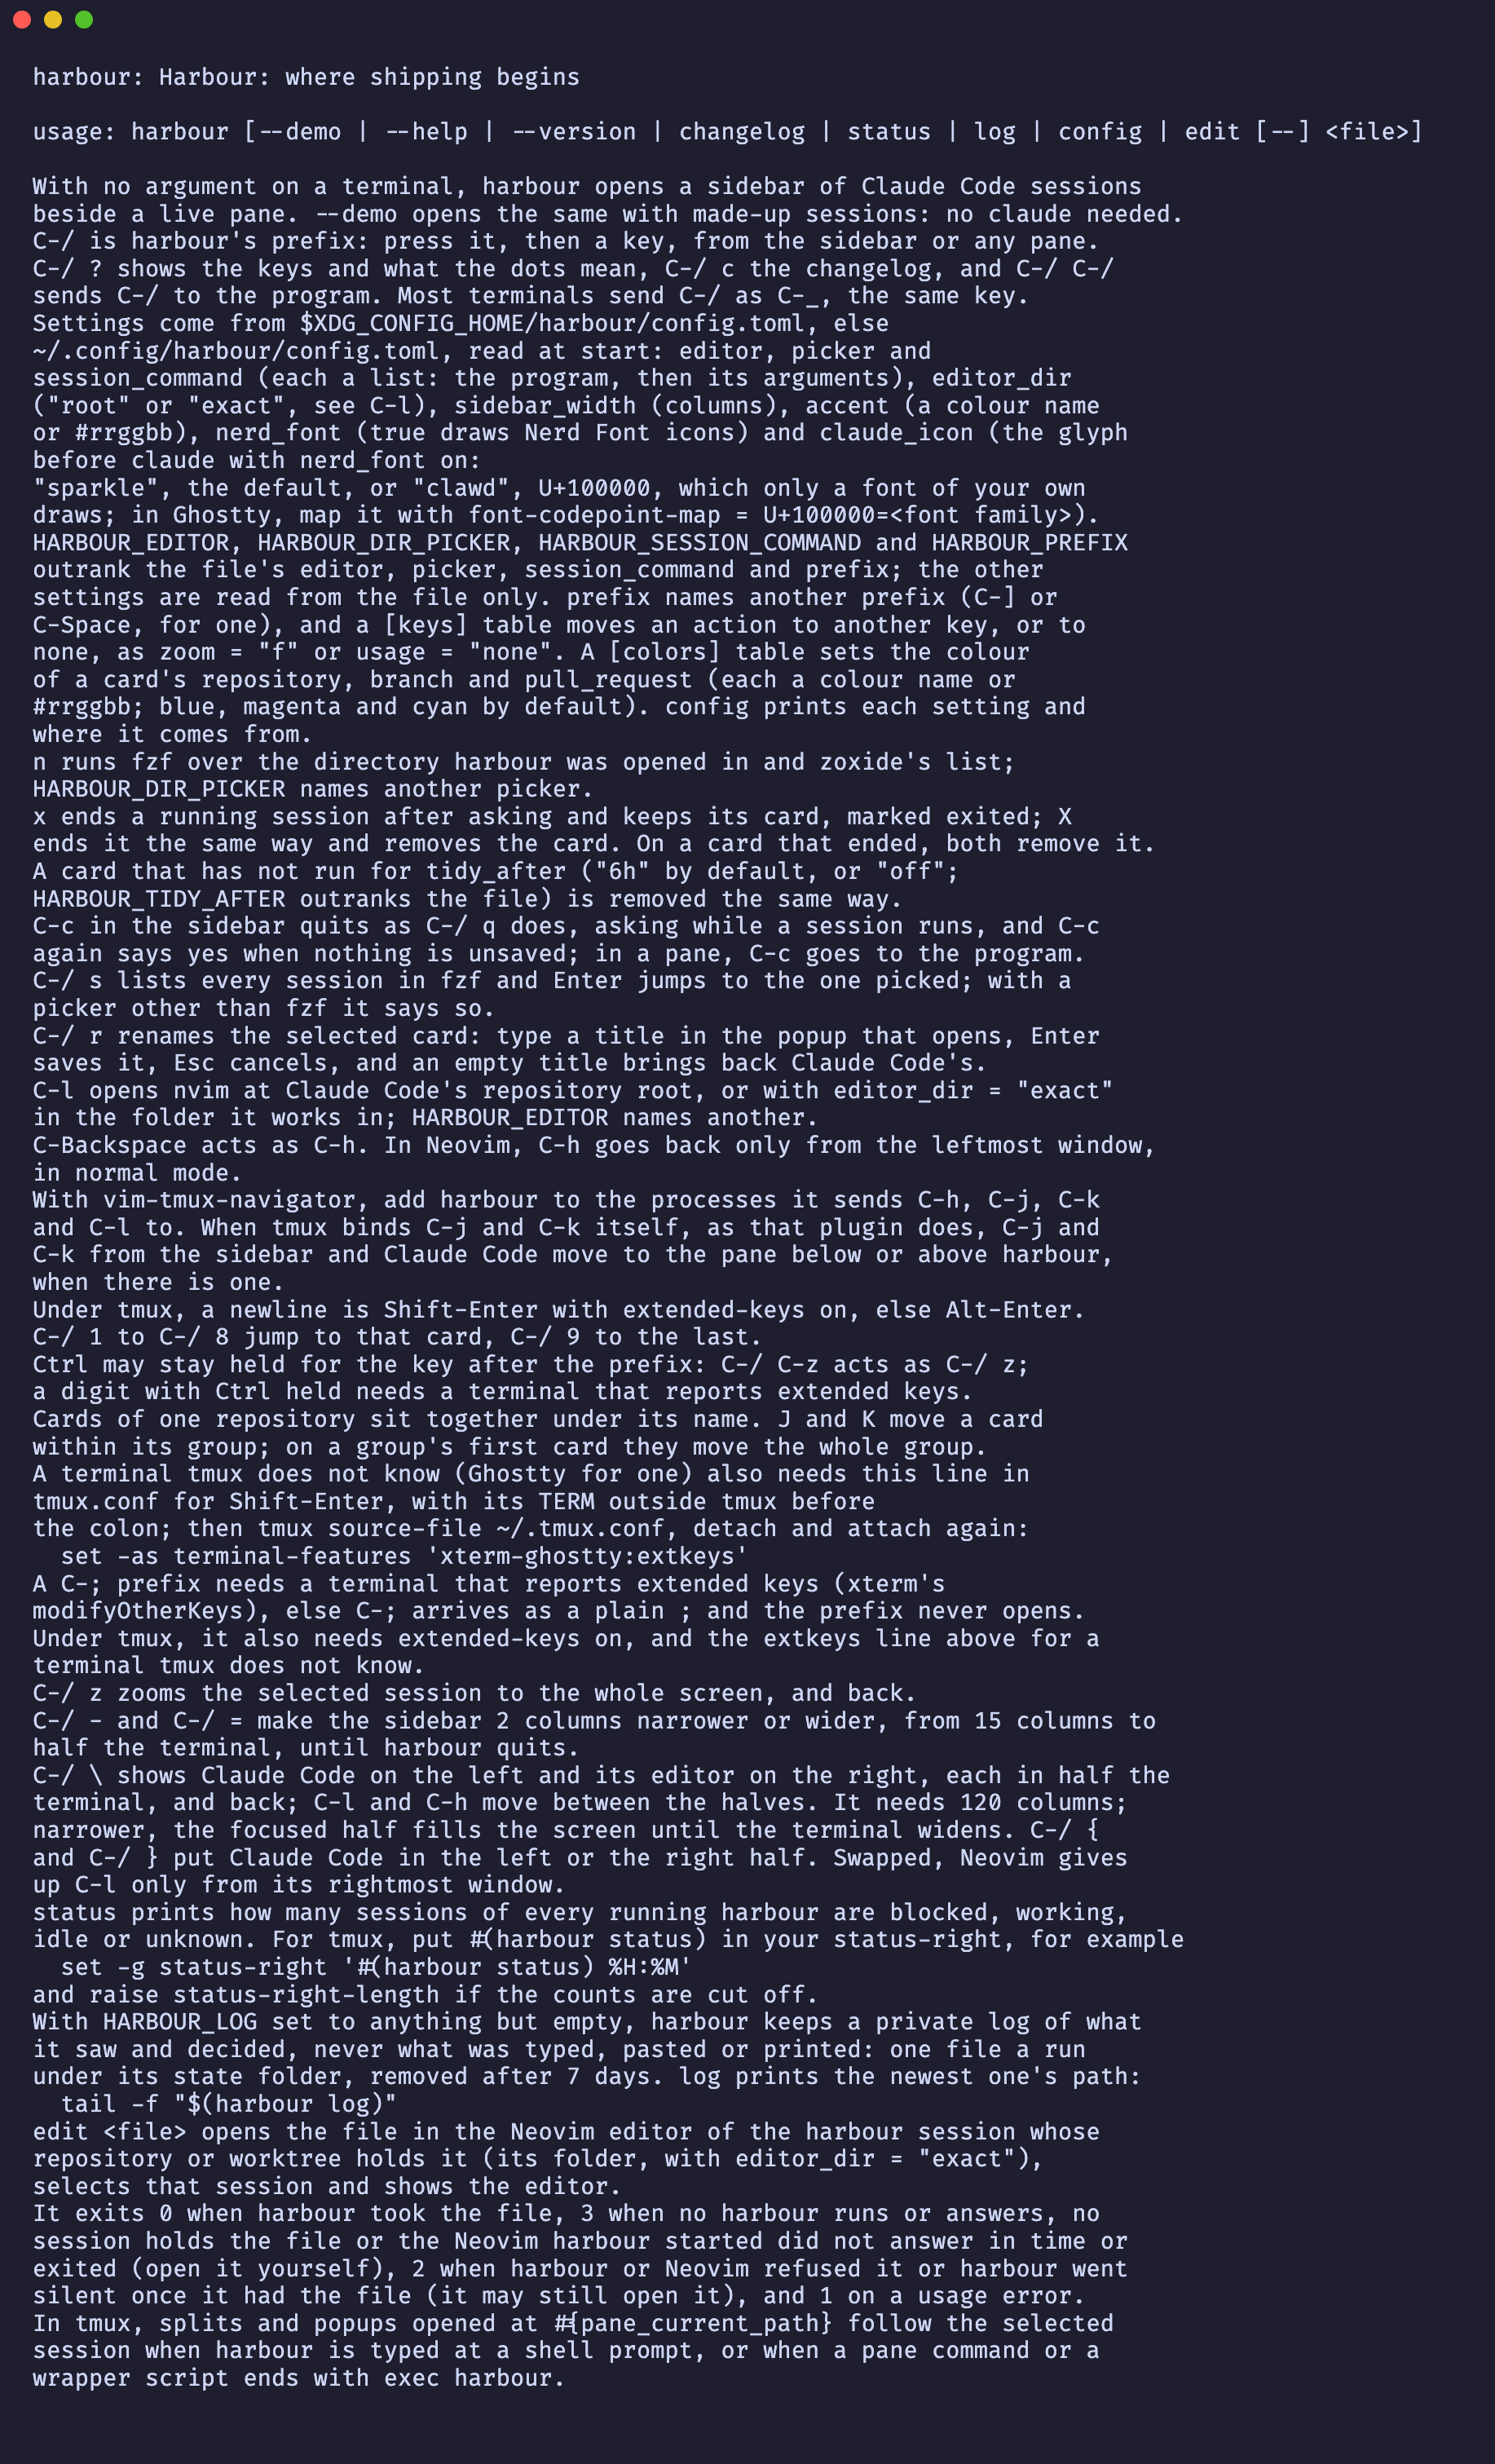 harbour: Harbour: where shipping begins
usage: harbour [--demo | --help | --version | changelog | status | log | config | edit [--] <file>]
With no argument on a terminal, harbour opens a sidebar of Claude Code sessions
beside a live pane. --demo opens the same with made-up sessions: no claude needed.
C-/ is harbour's prefix: press it, then a key, from the sidebar or any pane.
C-/ ? shows the keys and what the dots mean, C-/ c the changelog, and C-/ C-/
sends C-/ to the program. Most terminals send C-/ as C-_, the same key.
Settings come from $XDG_CONFIG_HOME/harbour/config.toml, else
~/.config/harbour/config.toml, read at start: editor, picker and
session_command (each a list: the program, then its arguments), editor_dir
("root" or "exact", see C-l), sidebar_width (columns), accent (a colour name
or #rrggbb), nerd_font (true draws Nerd Font icons) and claude_icon (the glyph
before claude with nerd_font on:
"sparkle", the default, or "clawd", U+100000, which only a font of your own
draws; in Ghostty, map it with font-codepoint-map = U+100000=<font family>).
HARBOUR_EDITOR, HARBOUR_DIR_PICKER, HARBOUR_SESSION_COMMAND and HARBOUR_PREFIX
outrank the file's editor, picker, session_command and prefix; the other
settings are read from the file only. prefix names another prefix (C-] or
C-Space, for one), and a [keys] table moves an action to another key, or to
none, as zoom = "f" or usage = "none". A [colors] table sets the colour
of a card's repository, branch and pull_request (each a colour name or
#rrggbb; blue, magenta and cyan by default). config prints each setting and
where it comes from.
n runs fzf over the directory harbour was opened in and zoxide's list;
HARBOUR_DIR_PICKER names another picker.
x ends a running session after asking and keeps its card, marked exited; X
ends it the same way and removes the card. On a card that ended, both remove it.
A card that has not run for tidy_after ("6h" by default, or "off";
HARBOUR_TIDY_AFTER outranks the file) is removed the same way.
C-c in the sidebar quits as C-/ q does, asking while a session runs, and C-c
again says yes when nothing is unsaved; in a pane, C-c goes to the program.
C-/ s lists every session in fzf and Enter jumps to the one picked; with a
picker other than fzf it says so.
C-/ r renames the selected card: type a title in the popup that opens, Enter
saves it, Esc cancels, and an empty title brings back Claude Code's.
C-l opens nvim at Claude Code's repository root, or with editor_dir = "exact"
in the folder it works in; HARBOUR_EDITOR names another.
C-Backspace acts as C-h. In Neovim, C-h goes back only from the leftmost window,
in normal mode.
With vim-tmux-navigator, add harbour to the processes it sends C-h, C-j, C-k
and C-l to. When tmux binds C-j and C-k itself, as that plugin does, C-j and
C-k from the sidebar and Claude Code move to the pane below or above harbour,
when there is one.
Under tmux, a newline is Shift-Enter with extended-keys on, else Alt-Enter.
C-/ 1 to C-/ 8 jump to that card, C-/ 9 to the last.
Ctrl may stay held for the key after the prefix: C-/ C-z acts as C-/ z;
a digit with Ctrl held needs a terminal that reports extended keys.
Cards of one repository sit together under its name. J and K move a card
within its group; on a group's first card they move the whole group.
A terminal tmux does not know (Ghostty for one) also needs this line in
tmux.conf for Shift-Enter, with its TERM outside tmux before
the colon; then tmux source-file ~/.tmux.conf, detach and attach again:
  set -as terminal-features 'xterm-ghostty:extkeys'
A C-; prefix needs a terminal that reports extended keys (xterm's
modifyOtherKeys), else C-; arrives as a plain ; and the prefix never opens.
Under tmux, it also needs extended-keys on, and the extkeys line above for a
terminal tmux does not know.
C-/ z zooms the selected session to the whole screen, and back.
C-/ - and C-/ = make the sidebar 2 columns narrower or wider, from 15 columns to
half the terminal, until harbour quits.
C-/ \ shows Claude Code on the left and its editor on the right, each in half the
terminal, and back; C-l and C-h move between the halves. It needs 120 columns;
narrower, the focused half fills the screen until the terminal widens. C-/ {
and C-/ } put Claude Code in the left or the right half. Swapped, Neovim gives
up C-l only from its rightmost window.
status prints how many sessions of every running harbour are blocked, working,
idle or unknown. For tmux, put #(harbour status) in your status-right, for example
  set -g status-right '#(harbour status) %H:%M'
and raise status-right-length if the counts are cut off.
With HARBOUR_LOG set to anything but empty, harbour keeps a private log of what
it saw and decided, never what was typed, pasted or printed: one file a run
under its state folder, removed after 7 days. log prints the newest one's path:
  tail -f "$(harbour log)"
edit <file> opens the file in the Neovim editor of the harbour session whose
repository or worktree holds it (its folder, with editor_dir = "exact"),
selects that session and shows the editor.
It exits 0 when harbour took the file, 3 when no harbour runs or answers, no
session holds the file or the Neovim harbour started did not answer in time or
exited (open it yourself), 2 when harbour or Neovim refused it or harbour went
silent once it had the file (it may still open it), and 1 on a usage error.
In tmux, splits and popups opened at #{pane_current_path} follow the selected
session when harbour is typed at a shell prompt, or when a pane command or a
wrapper script ends with exec harbour.